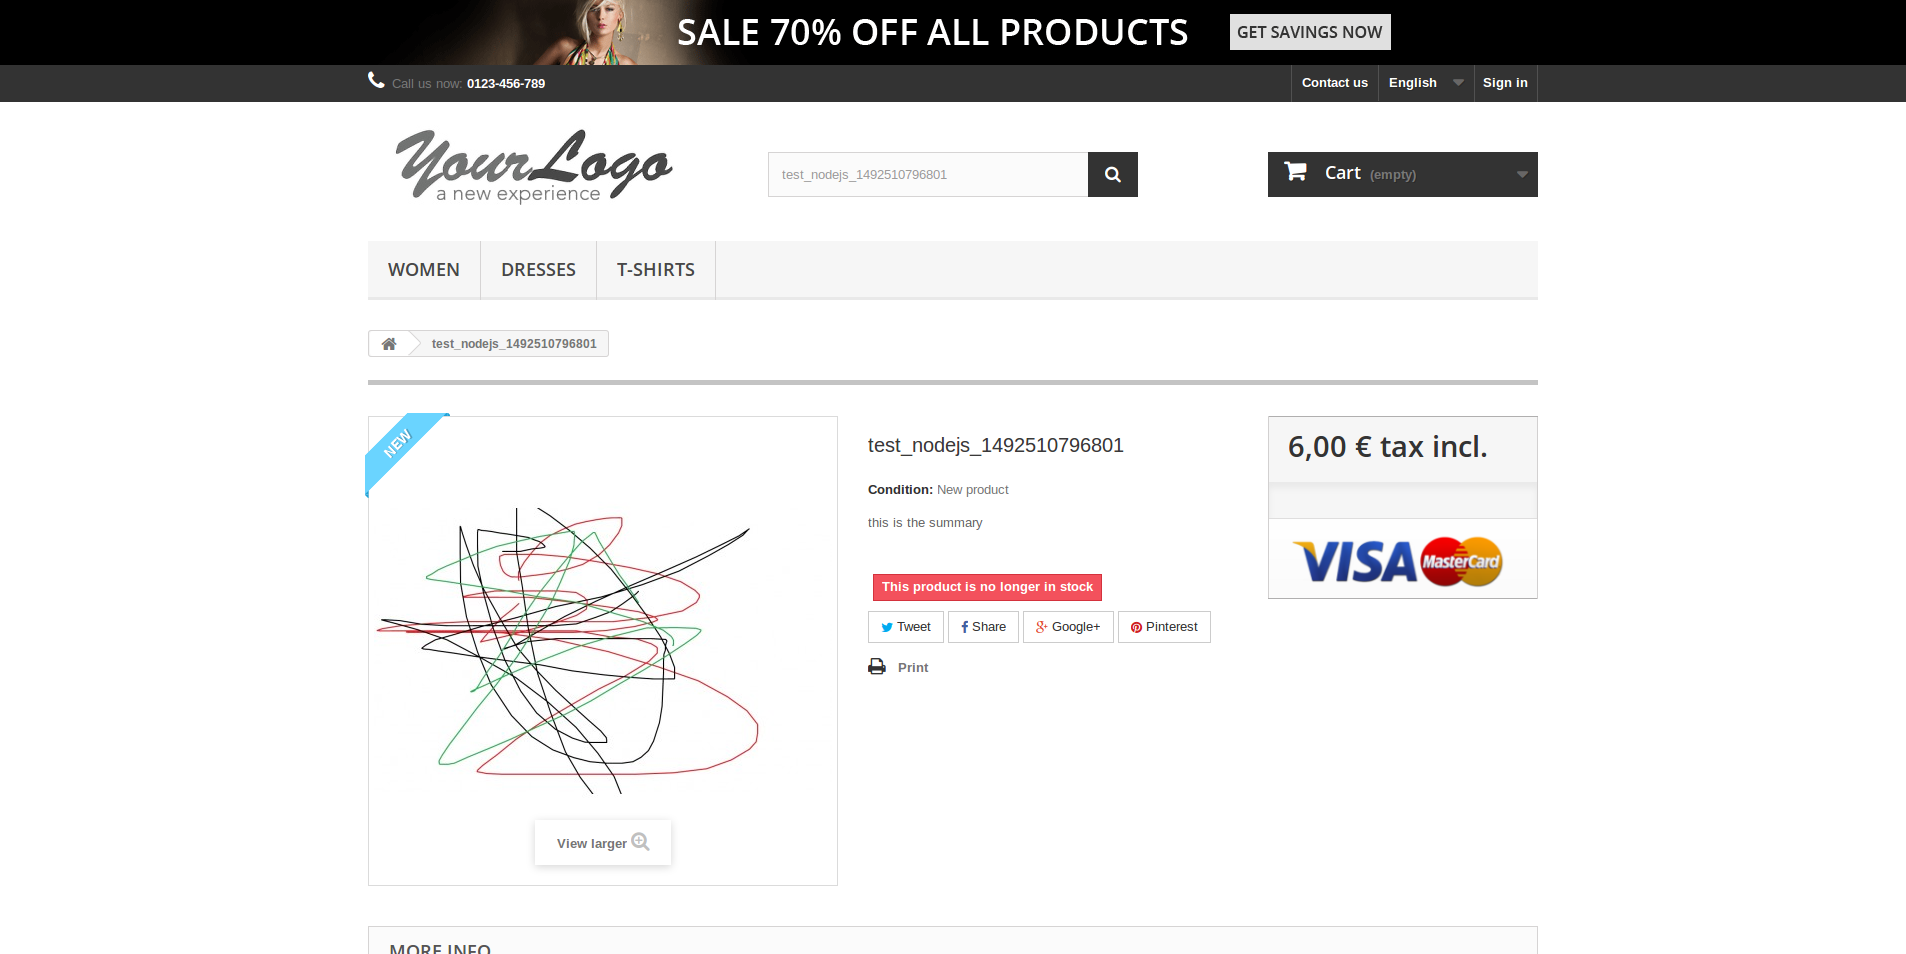 SALE 70% OFF ALL PRODUCTS GET SAVINGS NOW
Call us now: 0123-456-789 Contact us English Sign in
YourLogo
a new experience
test_nodejs_1492510796801
Cart (empty)
WOMEN DRESSES T-SHIRTS
test_nodejs_1492510796801
NEW
View larger
test_nodejs_1492510796801
Condition: New product
this is the summary
This product is no longer in stock
Tweet Share Google+ Pinterest
Print
6,00 € tax incl.
VISA MasterCard
MORE INFO